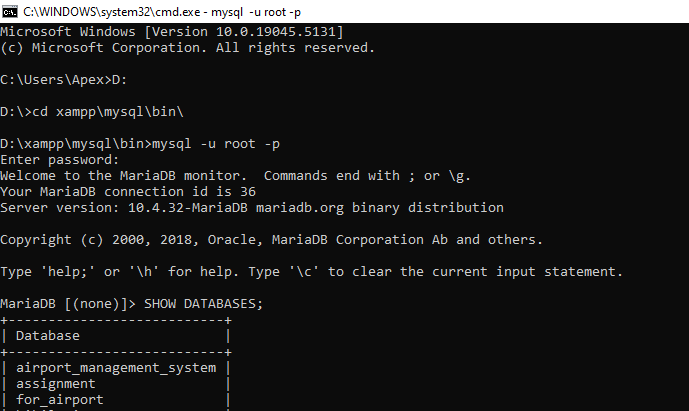 C:\WINDOWS\system32\cmd.exe - mysql -u root -p
Microsoft Windows [Version 10.0.19045.5131]
(c) Microsoft Corporation. All rights reserved.
C:\Users\Apex>D:
D:\>cd xampp\mysql\bin\
D:\xampp\mysql\bin>mysql -u root -p
Enter password:
Welcome to the MariaDB monitor.  Commands end with ; or \g.
Your MariaDB connection id is 36
Server version: 10.4.32-MariaDB mariadb.org binary distribution
Copyright (c) 2000, 2018, Oracle, MariaDB Corporation Ab and others.
Type 'help;' or '\h' for help. Type '\c' to clear the current input statement.
MariaDB [(none)]> SHOW DATABASES;
+---------------------------+
| Database                  |
+---------------------------+
| airport_management_system |
| assignment                |
| for_airport               |